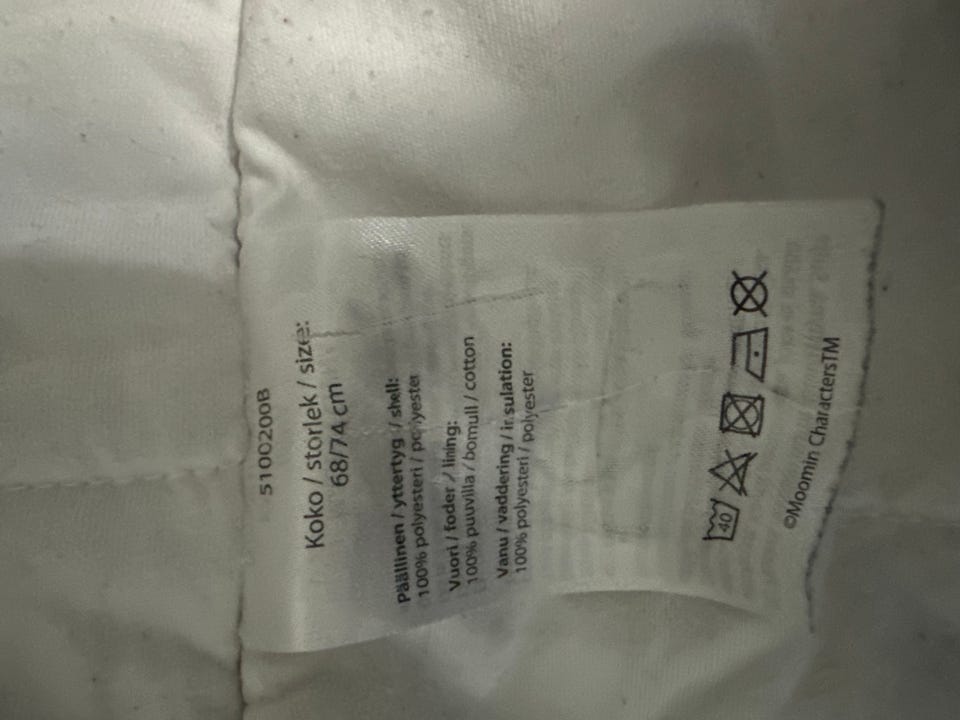 5100200B
Koko / storlek / size:
68/74 cm
Päällinen / yttertyg / shell:
100% polyesteri / polyester
Vuori / foder / lining:
100% puuvilla / bomull / cotton
Vanu / vaddering / insulation:
100% polyesteri / polyester
40
©Moomin Characters™